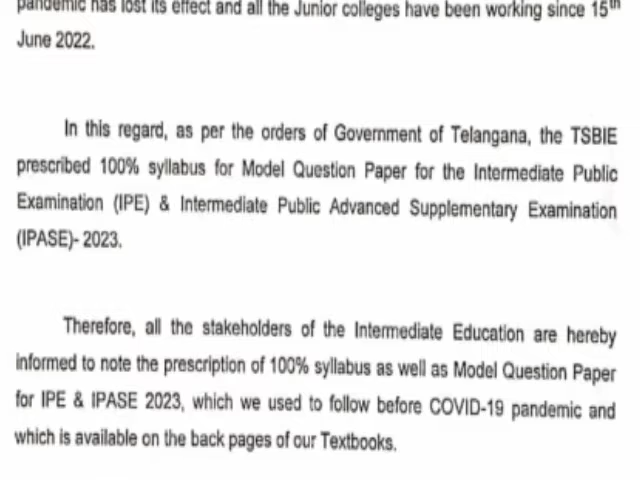 pandemic has lost its effect and all the Junior colleges have been working since 15th
June 2022.
In this regard, as per the orders of Government of Telangana, the TSBIE
prescribed 100% syllabus for Model Question Paper for the Intermediate Public
Examination (IPE) & Intermediate Public Advanced Supplementary Examination
(IPASE)- 2023.
Therefore, all the stakeholders of the Intermediate Education are hereby
informed to note the prescription of 100% syllabus as well as Model Question Paper
for IPE & IPASE 2023, which we used to follow before COVID-19 pandemic and
which is available on the back pages of our Textbooks.